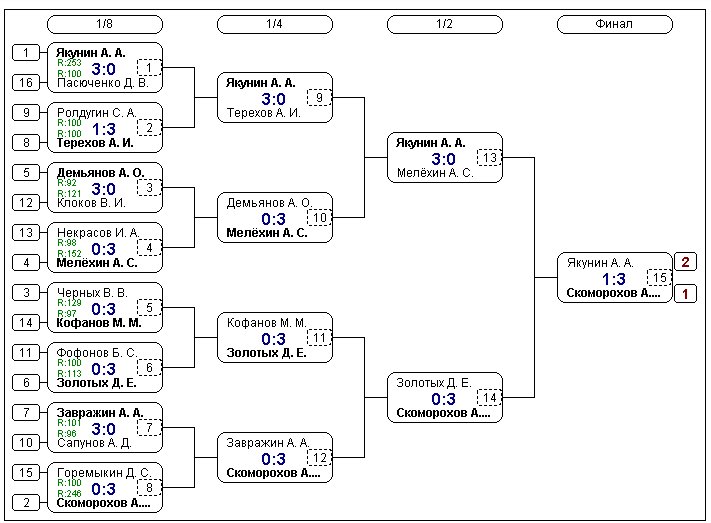 1/8 1/4 1/2 Финал
1 Якунин А. А.
R:253
R:100
3:0 1
16 Пасюченко Д. В.
9 Ролдугин С. А.
R:100
R:100
1:3 2
8 Терехов А. И.
5 Демьянов А. О.
R:92
R:121
3:0 3
12 Клоков В. И.
13 Некрасов И. А.
R:98
R:152
0:3 4
4 Мелёхин А. С.
3 Черных В. В.
R:129
R:97
0:3 5
14 Кофанов М. М.
11 Фофонов Б. С.
R:100
R:113
0:3 6
6 Золотых Д. Е.
7 Завражин А. А.
R:101
R:96
3:0 7
10 Сапунов А. Д.
15 Горемыкин Д. С.
R:100
R:246
0:3 8
2 Скоморохов А....
Якунин А. А.
3:0 9
Терехов А. И.
Демьянов А. О.
0:3 10
Мелёхин А. С.
Кофанов М. М.
0:3 11
Золотых Д. Е.
Завражин А. А.
0:3 12
Скоморохов А....
Якунин А. А.
3:0 13
Мелёхин А. С.
Золотых Д. Е.
0:3 14
Скоморохов А....
Якунин А. А. 2
1:3 15
Скоморохов А.... 1